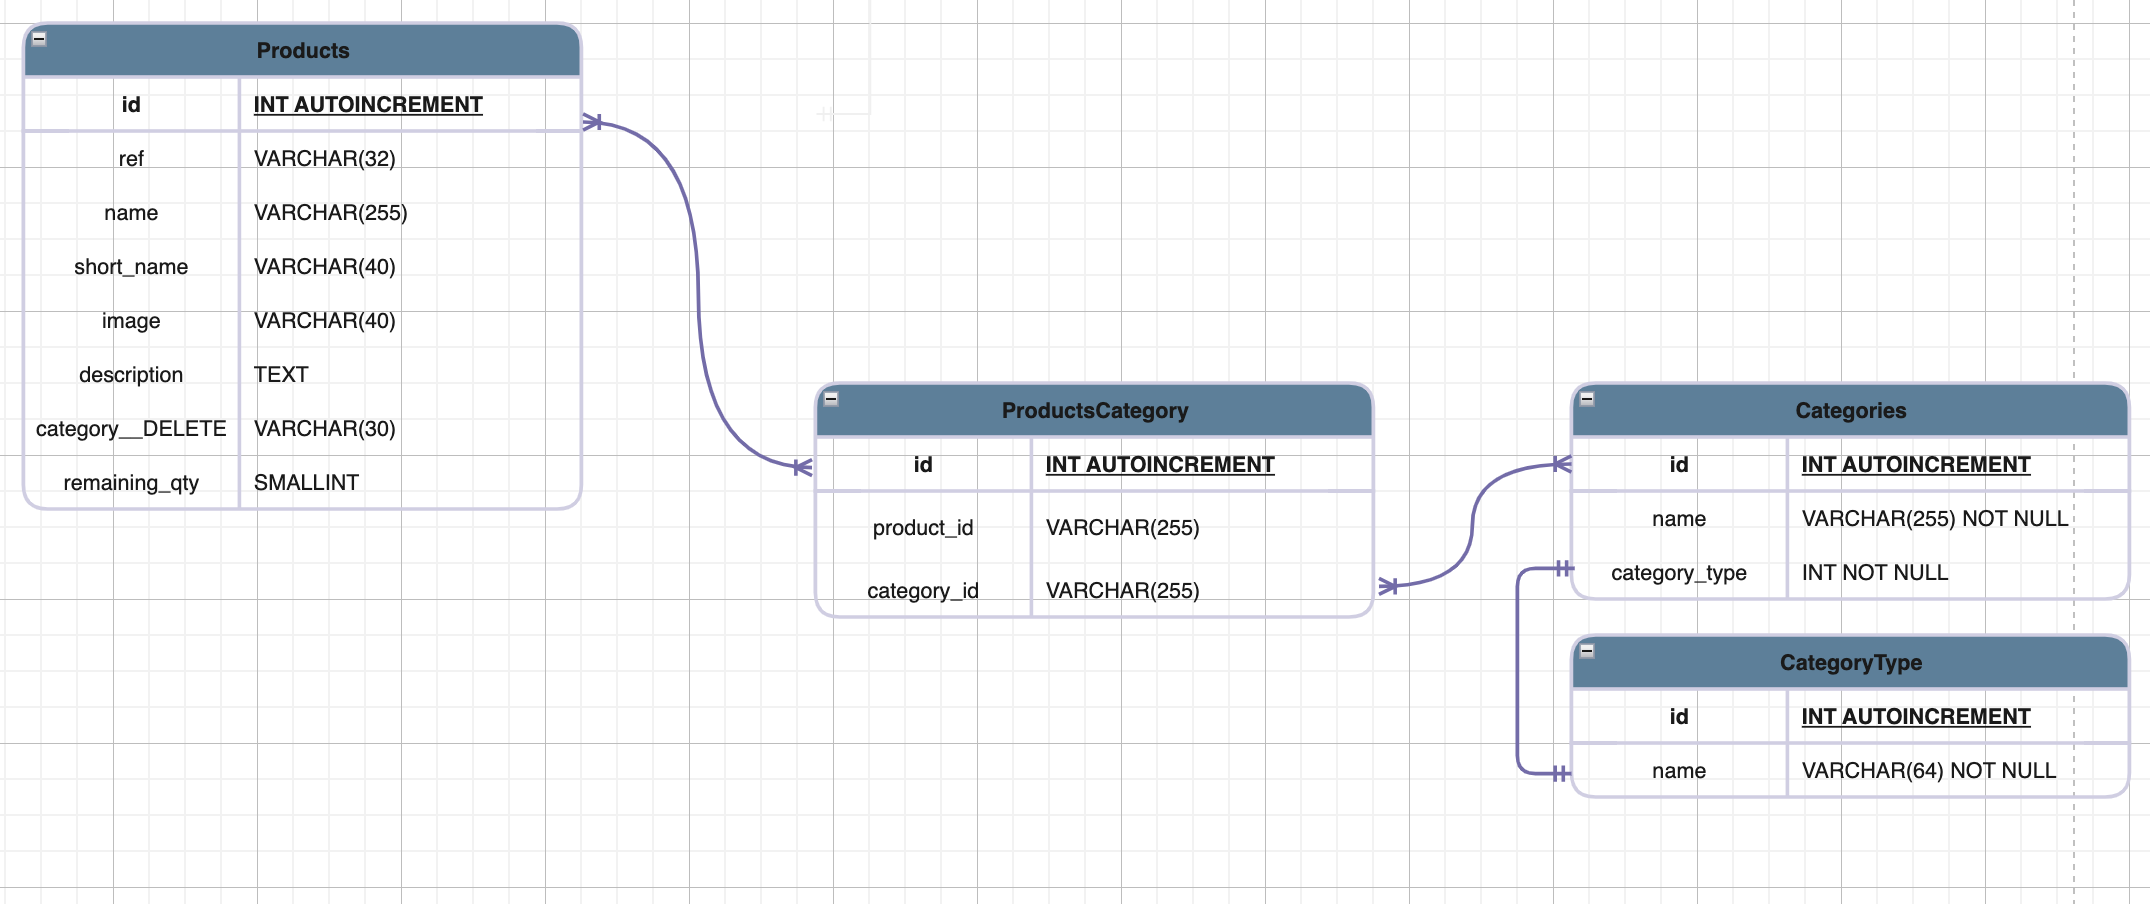 Products
id INT AUTOINCREMENT
ref VARCHAR(32)
name VARCHAR(255)
short_name VARCHAR(40)
image VARCHAR(40)
description TEXT
category__DELETE VARCHAR(30)
remaining_qty SMALLINT
ProductsCategory
id INT AUTOINCREMENT
product_id VARCHAR(255)
category_id VARCHAR(255)
Categories
id INT AUTOINCREMENT
name VARCHAR(255) NOT NULL
category_type INT NOT NULL
CategoryType
id INT AUTOINCREMENT
name VARCHAR(64) NOT NULL